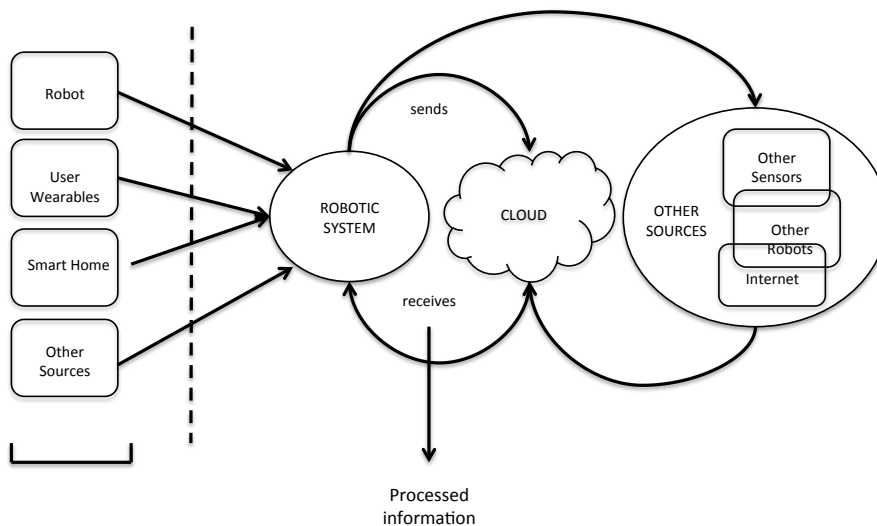 Robot
User
Wearables
Smart Home
Other
Sources
sends
ROBOTIC
SYSTEM
receives
CLOUD
OTHER
SOURCES
Other
Sensors
Other
Robots
Internet
Processed
information